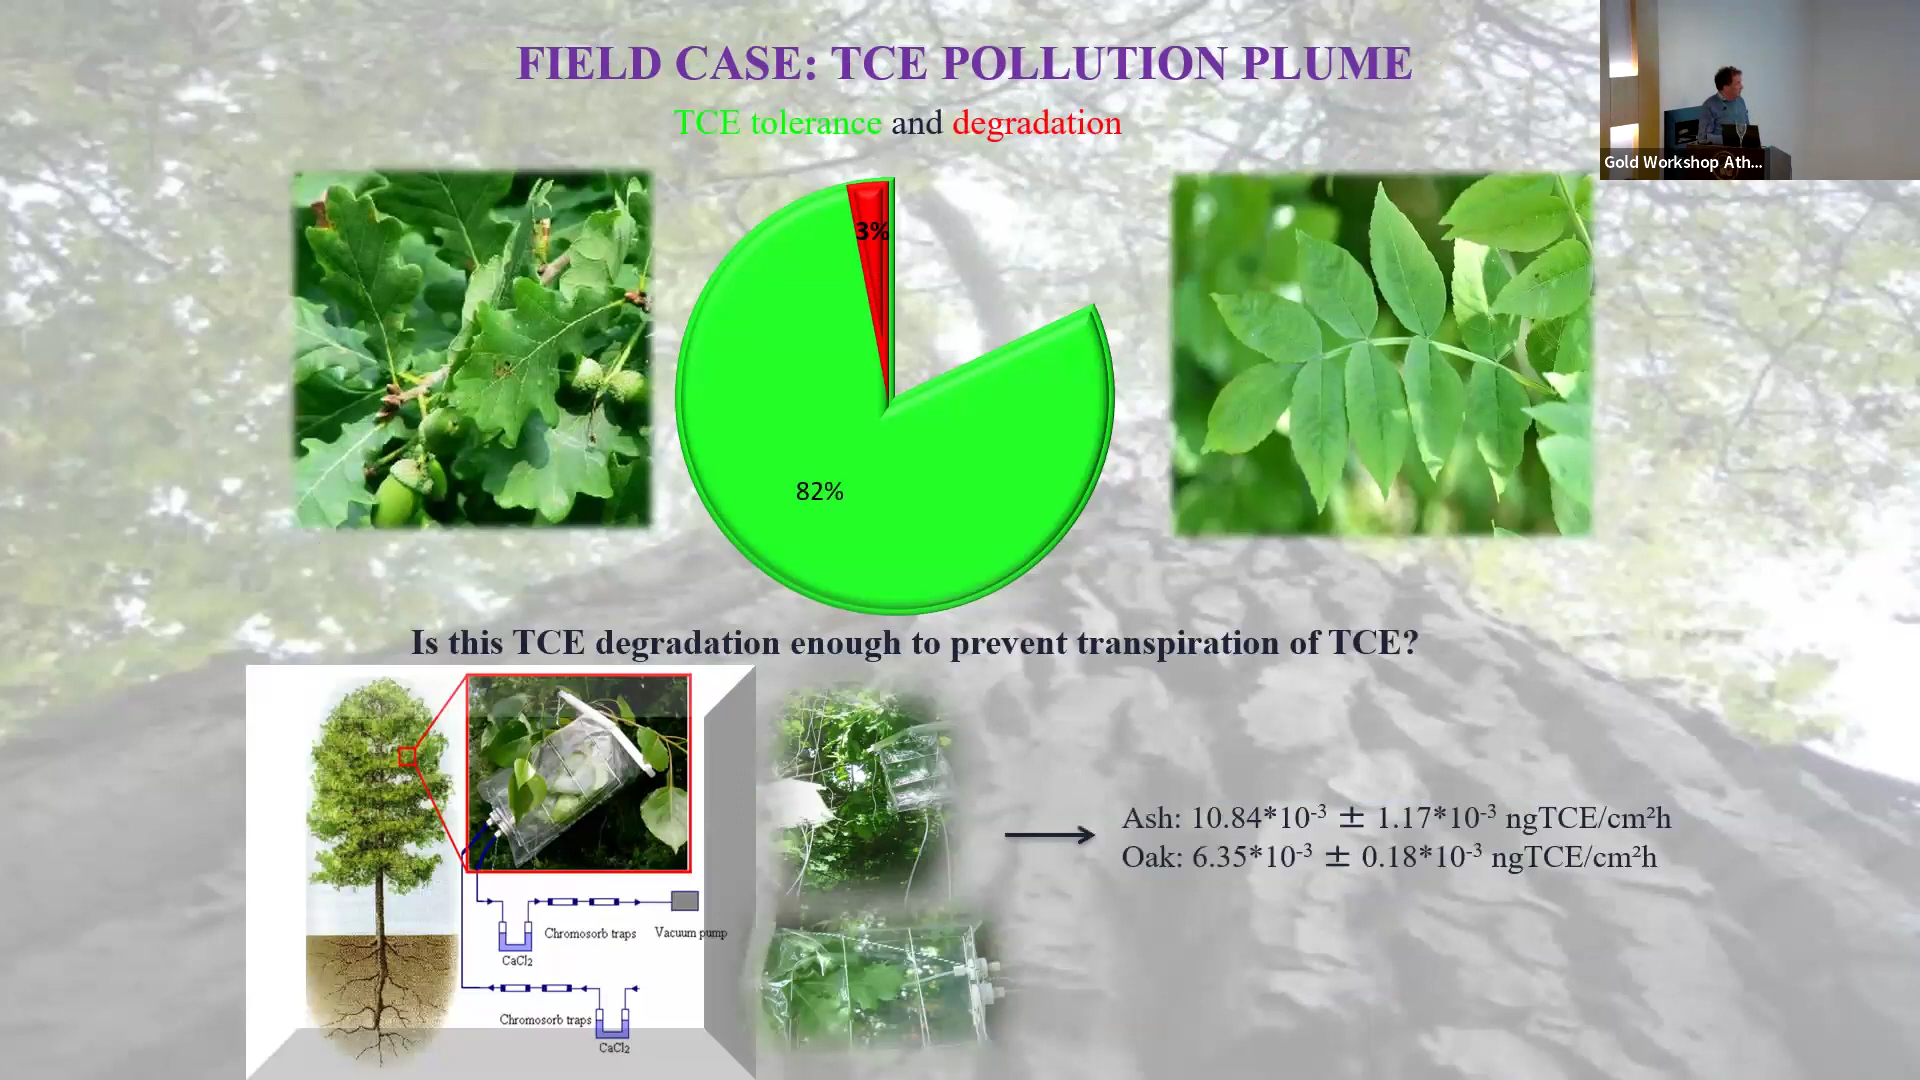 FIELD CASE: TCE POLLUTION PLUME
TCE tolerance and degradation
Gold Workshop Ath...
3%
82%
Is this TCE degradation enough to prevent transpiration of TCE?
Ash: 10.84*10⁻³ ± 1.17*10⁻³ ngTCE/cm²h
Oak: 6.35*10⁻³ ± 0.18*10⁻³ ngTCE/cm²h
Chromosorb traps
Vacuum pump
CaCl2
Chromosorb traps
CaCl2